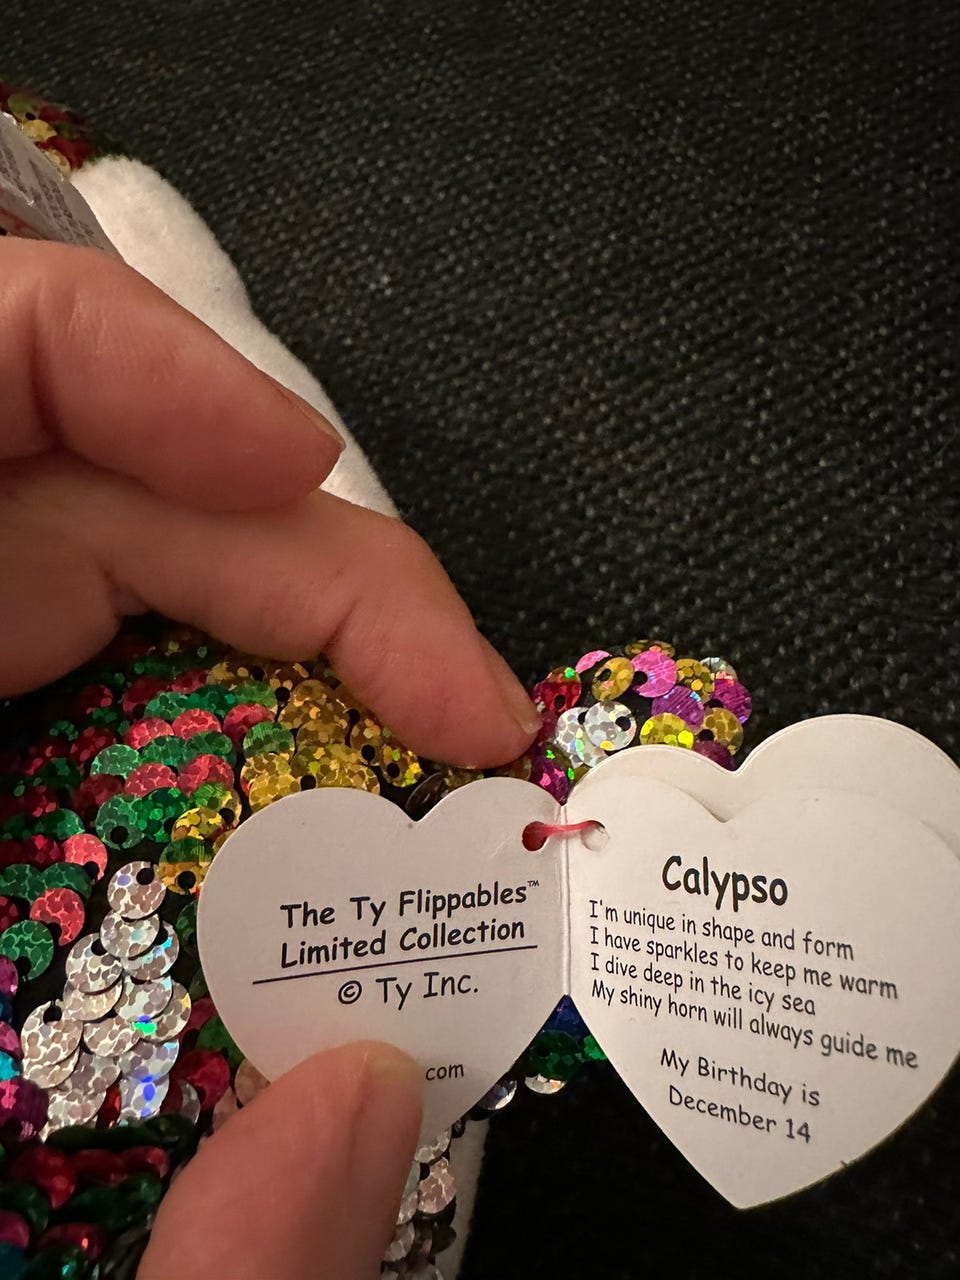 The Ty Flippables™
Limited Collection
© Ty Inc.
.com
Calypso
I'm unique in shape and form
I have sparkles to keep me warm
I dive deep in the icy sea
My shiny horn will always guide me
My Birthday is
December 14